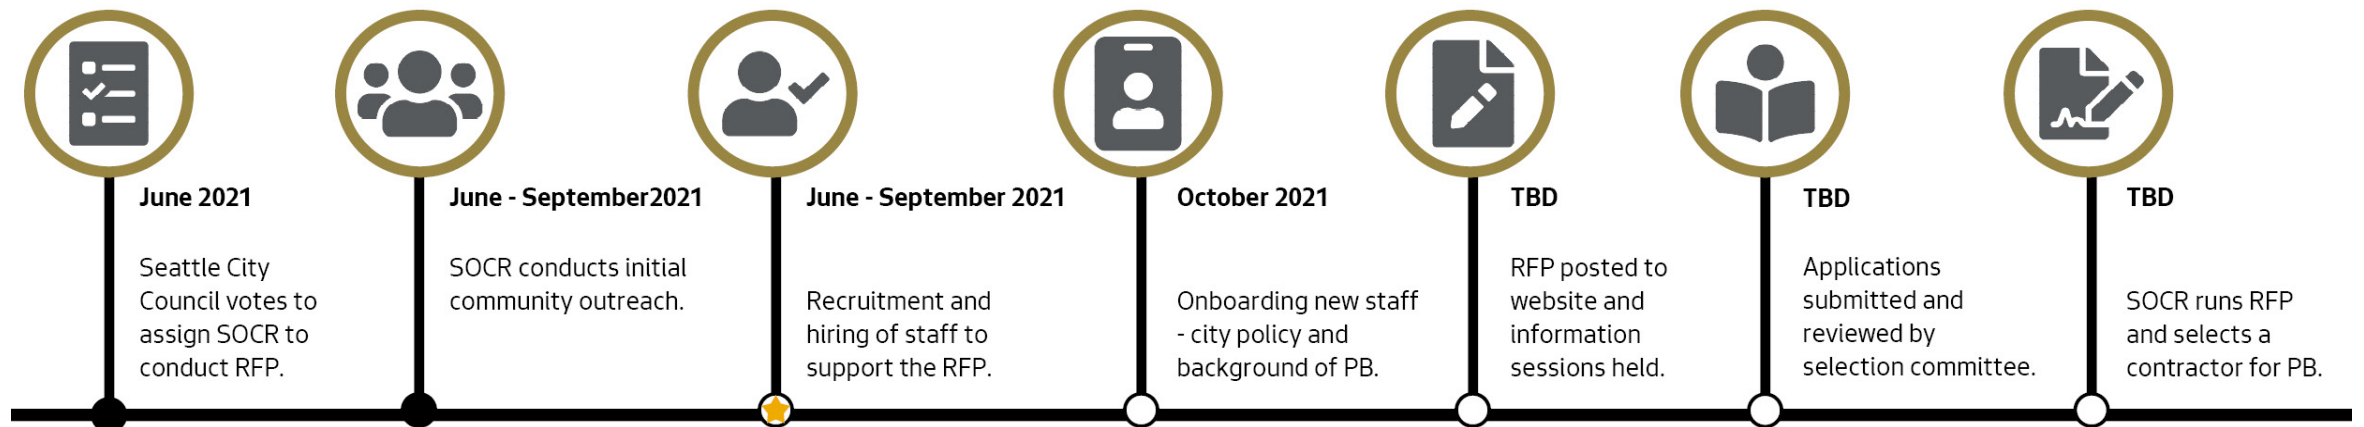 June 2021
Seattle City
Council votes to
assign SOCR to
conduct RFP.
June - September2021
SOCR conducts initial
community outreach.
June - September 2021
Recruitment and
hiring of staff to
support the RFP.
October 2021
Onboarding new staff
- city policy and
background of PB.
TBD
RFP posted to
website and
information
sessions held.
TBD
Applications
submitted and
reviewed by
selection committee.
TBD
SOCR runs RFP
and selects a
contractor for PB.